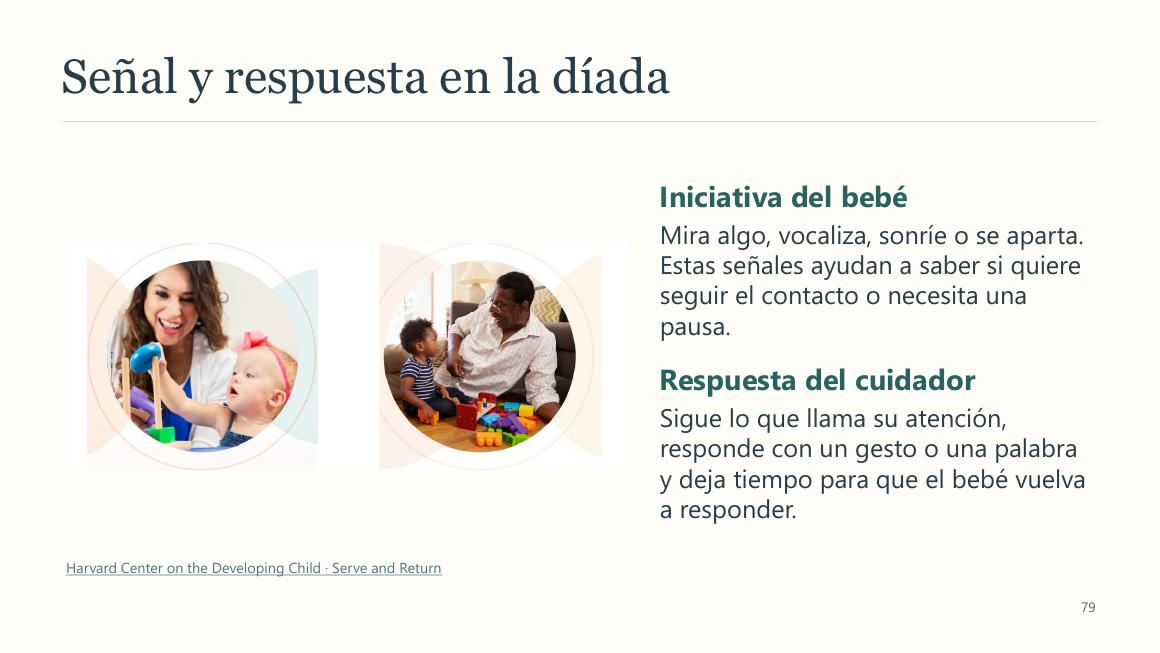 Señal y respuesta en la díada
Iniciativa del bebé
Mira algo, vocaliza, sonríe o se aparta.
Estas señales ayudan a saber si quiere
seguir el contacto o necesita una
pausa.
Respuesta del cuidador
Sigue lo que llama su atención,
responde con un gesto o una palabra
y deja tiempo para que el bebé vuelva
a responder.
Harvard Center on the Developing Child · Serve and Return
79